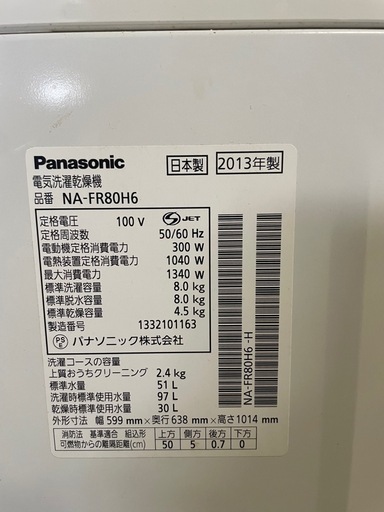 Panasonic 日本製 2013年製
電気洗濯乾燥機
品番 NA-FR80H6
定格電圧 100 V JET
定格周波数 50/60 Hz
電動機定格消費電力 300 W
電熱装置定格消費電力 1040 W
最大消費電力 1340 W
標準洗濯容量 8.0 kg
標準脱水容量 8.0 kg
標準乾燥容量 4.5 kg
製造番号 1332101163
PS E パナソニック株式会社
洗濯コースの容量
上質おうちクリーニング 2.4 kg
標準水量 51 L
洗濯時標準使用水量 97 L
乾燥時標準使用水量 30 L
外形寸法 幅 599 mm×奥行 638 mm×高さ 1014 mm
消防法 基準適合 組込形 上方 側方 後方 下方
可燃物からの離隔距離(cm) 50 5 0.7 0
NA-FR80H6 -H